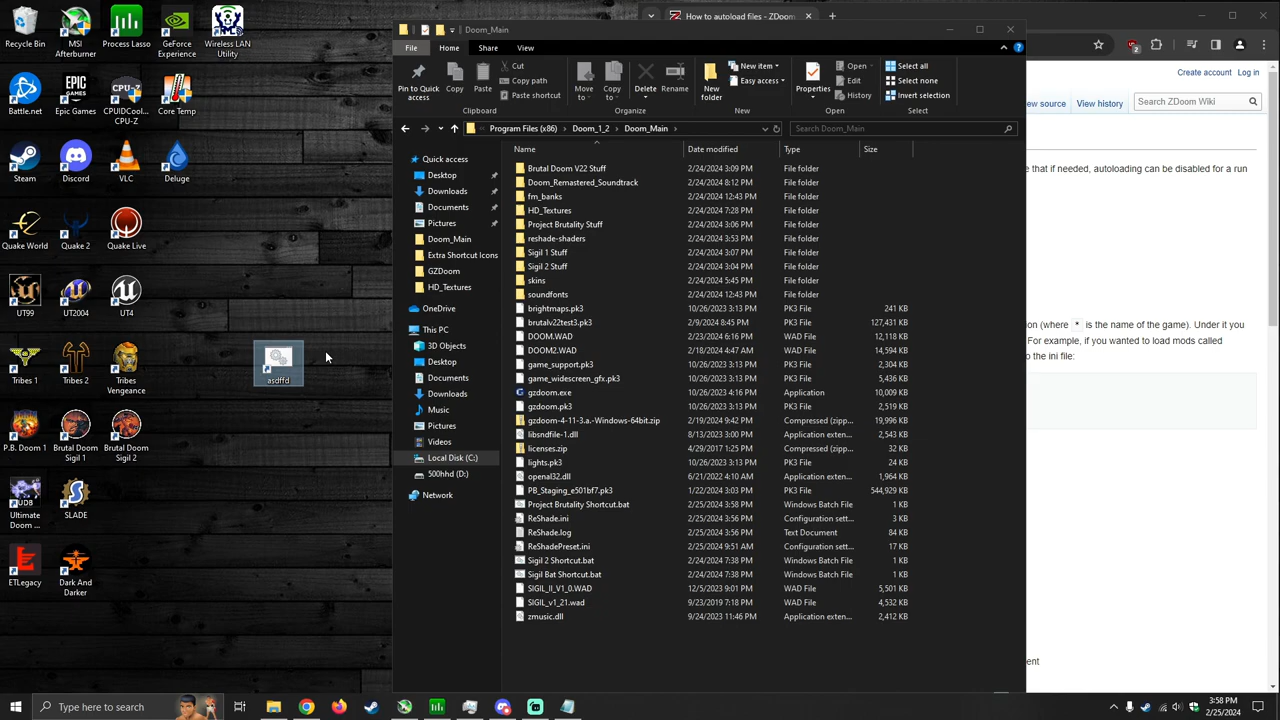 Recycle Bin
MSI Afterburner
Process Lasso
GeForce Experience
Wireless LAN Utility
Battle.net
Epic Games
CPUID/Cool... CPU-Z
Core Temp
Steam
Discord
VLC
Deluge
Quake World
Quake 2
Quake Live
UT99
UT2004
UT4
Tribes 1
Tribes 2
Tribes Vengeance
P.B. Doom 1
Brutal Doom Sigil 1
Brutal Doom Sigil 2
Ultimate Doom ...
SLADE
ETLegacy
Dark And Darker
asdffd
How to autoload files - ZDoom
Doom_Main
File Home Share View
Pin to Quick access
Copy
Paste
Cut
Copy path
Paste shortcut
Clipboard
Move to
Copy to
Delete
Rename
Organize
New folder
New item
Easy access
New
Properties
Open
Edit
History
Open
Select all
Select none
Invert selection
Select
Program Files (x86) > Doom_1_2 > Doom_Main >
Search Doom_Main
Quick access
Desktop
Downloads
Documents
Pictures
Doom_Main
Extra Shortcut Icons
GZDoom
HD_Textures
OneDrive
This PC
3D Objects
Desktop
Documents
Downloads
Music
Pictures
Videos
Local Disk (C:)
500hhd (D:)
Network
Name Date modified Type Size
Brutal Doom V22 Stuff 2/24/2024 3:09 PM File folder
Doom_Remastered_Soundtrack 2/24/2024 8:12 PM File folder
fm_banks 2/24/2024 12:43 PM File folder
HD_Textures 2/24/2024 7:28 PM File folder
Project Brutality Stuff 2/24/2024 3:06 PM File folder
reshade-shaders 2/24/2024 3:53 PM File folder
Sigil 1 Stuff 2/24/2024 3:07 PM File folder
Sigil 2 Stuff 2/24/2024 3:04 PM File folder
skins 2/24/2024 5:45 PM File folder
soundfonts 2/24/2024 12:43 PM File folder
brightmaps.pk3 10/26/2023 3:13 PM PK3 File 241 KB
brutalv22test3.pk3 2/9/2024 8:45 PM PK3 File 127,431 KB
DOOM.WAD 2/23/2024 6:16 PM WAD File 12,118 KB
DOOM2.WAD 2/18/2024 4:47 AM WAD File 14,594 KB
game_support.pk3 10/26/2023 3:13 PM PK3 File 2,304 KB
game_widescreen_gfx.pk3 10/26/2023 3:13 PM PK3 File 5,436 KB
gzdoom.exe 10/26/2023 4:16 PM Application 10,009 KB
gzdoom.pk3 10/26/2023 3:13 PM PK3 File 2,519 KB
gzdoom-4-11-3.a.-Windows-64bit.zip 2/19/2024 9:42 PM Compressed (zipp... 19,996 KB
libsndfile-1.dll 8/13/2023 3:00 PM Application exten... 2,543 KB
licenses.zip 4/29/2017 1:25 PM Compressed (zipp... 32 KB
lights.pk3 10/26/2023 3:13 PM PK3 File 24 KB
openal32.dll 6/21/2022 4:10 AM Application exten... 1,964 KB
PB_Staging_e501bf7.pk3 1/22/2024 3:03 PM PK3 File 544,929 KB
Project Brutality Shortcut.bat 2/25/2024 3:58 PM Windows Batch File 1 KB
ReShade.ini 2/25/2024 3:56 PM Configuration sett... 3 KB
ReShade.log 2/25/2024 3:56 PM Text Document 84 KB
ReShadePreset.ini 2/25/2024 9:51 AM Configuration sett... 17 KB
Sigil 2 Shortcut.bat 2/24/2024 7:38 PM Windows Batch File 1 KB
Sigil Bat Shortcut.bat 2/24/2024 7:38 PM Windows Batch File 1 KB
SIGIL_II_V1_0.WAD 12/5/2023 9:01 PM WAD File 5,501 KB
SIGIL_v1_21.wad 9/23/2019 7:18 PM WAD File 4,532 KB
zmusic.dll 9/24/2023 11:46 PM Application exten... 2,412 KB
Create account Log in
ew source View history Search ZDoom Wiki
e that if needed, autoloading can be disabled for a run
on (where * is the name of the game). Under it you
For example, if you wanted to load mods called
o the ini file:
ent
Type here to search
3:58 PM
2/25/2024